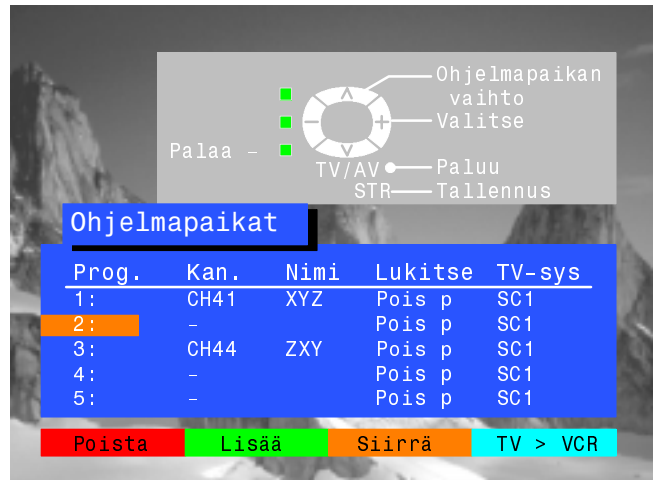 Ohjelmapaikan
vaihto
Valitse
Palaa –
TV/AV Paluu
STR Tallennus
Ohjelmapaikat
Prog. Kan. Nimi Lukitse TV-sys
1: CH41 XYZ Pois p SC1
2: – Pois p SC1
3: CH44 ZXY Pois p SC1
4: – Pois p SC1
5: – Pois p SC1
Poista Lisää Siirrä TV > VCR